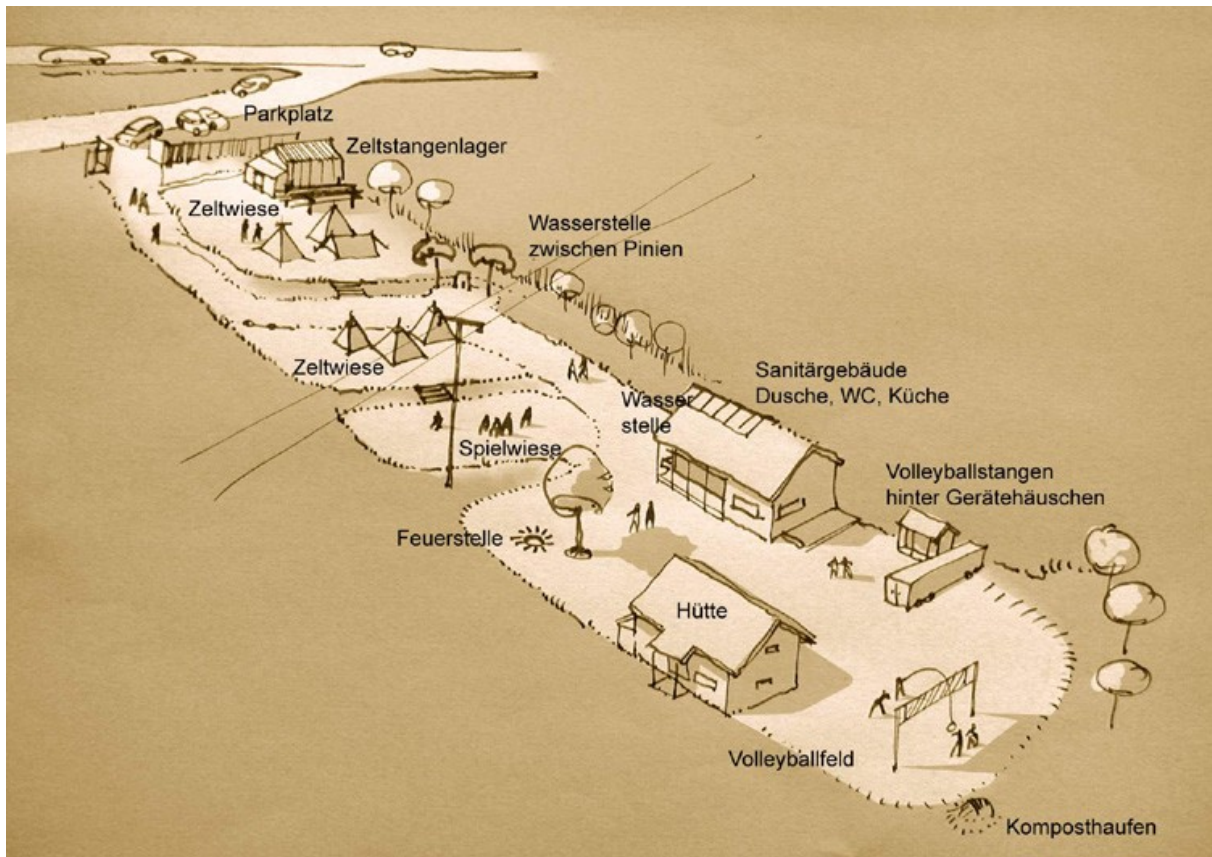 Parkplatz
Zeltstangenlager
Zeltwiese
Wasserstelle
zwischen Pinien
Zeltwiese
Sanitärgebäude
Dusche, WC, Küche
Wasser
stelle
Spielwiese
Volleyballstangen
hinter Gerätehäuschen
Feuerstelle
Hütte
Volleyballfeld
Komposthaufen